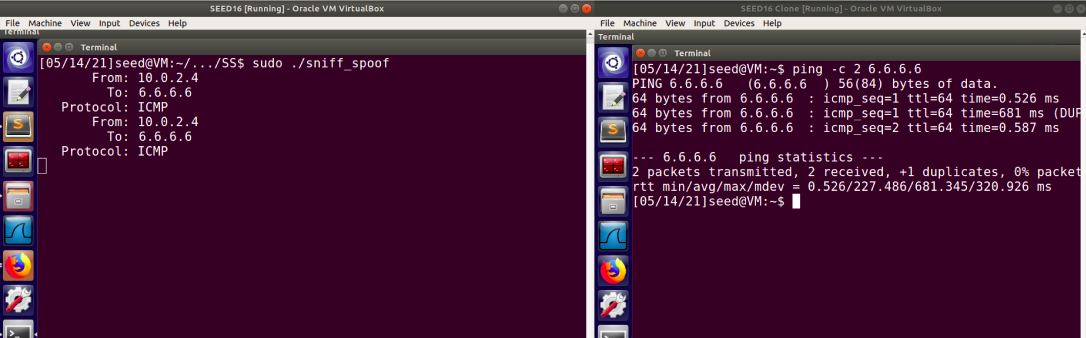 SEED16 [Running] - Oracle VM VirtualBox
File Machine View Input Devices Help
Terminal
Terminal
[05/14/21]seed@VM:~/.../SS$ sudo ./sniff_spoof
From: 10.0.2.4
To: 6.6.6.6
Protocol: ICMP
From: 10.0.2.4
To: 6.6.6.6
Protocol: ICMP
SEED16 Clone [Running] - Oracle VM VirtualBox
File Machine View Input Devices Help
Terminal
Terminal
[05/14/21]seed@VM:~$ ping -c 2 6.6.6.6
PING 6.6.6.6 (6.6.6.6 ) 56(84) bytes of data.
64 bytes from 6.6.6.6 : icmp_seq=1 ttl=64 time=0.526 ms
64 bytes from 6.6.6.6 : icmp_seq=1 ttl=64 time=681 ms (DUP
64 bytes from 6.6.6.6 : icmp_seq=2 ttl=64 time=0.587 ms
--- 6.6.6.6 ping statistics ---
2 packets transmitted, 2 received, +1 duplicates, 0% packet
rtt min/avg/max/mdev = 0.526/227.486/681.345/320.926 ms
[05/14/21]seed@VM:~$